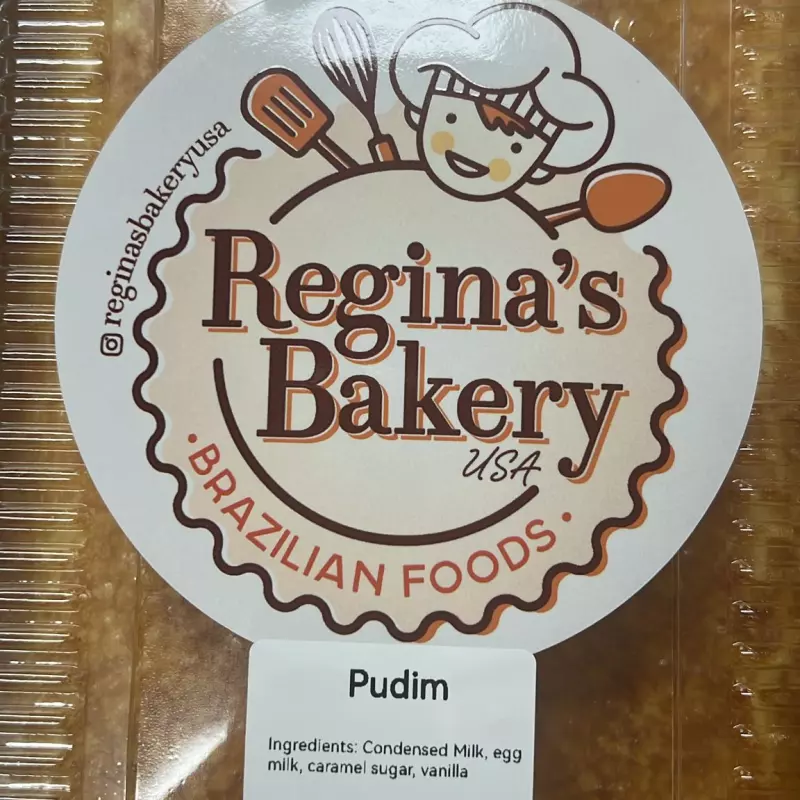 reginasbakeryusa
Regina's
Bakery
USA
• BRAZILIAN FOODS •
Pudim
Ingredients: Condensed Milk, egg
milk, caramel sugar, vanilla